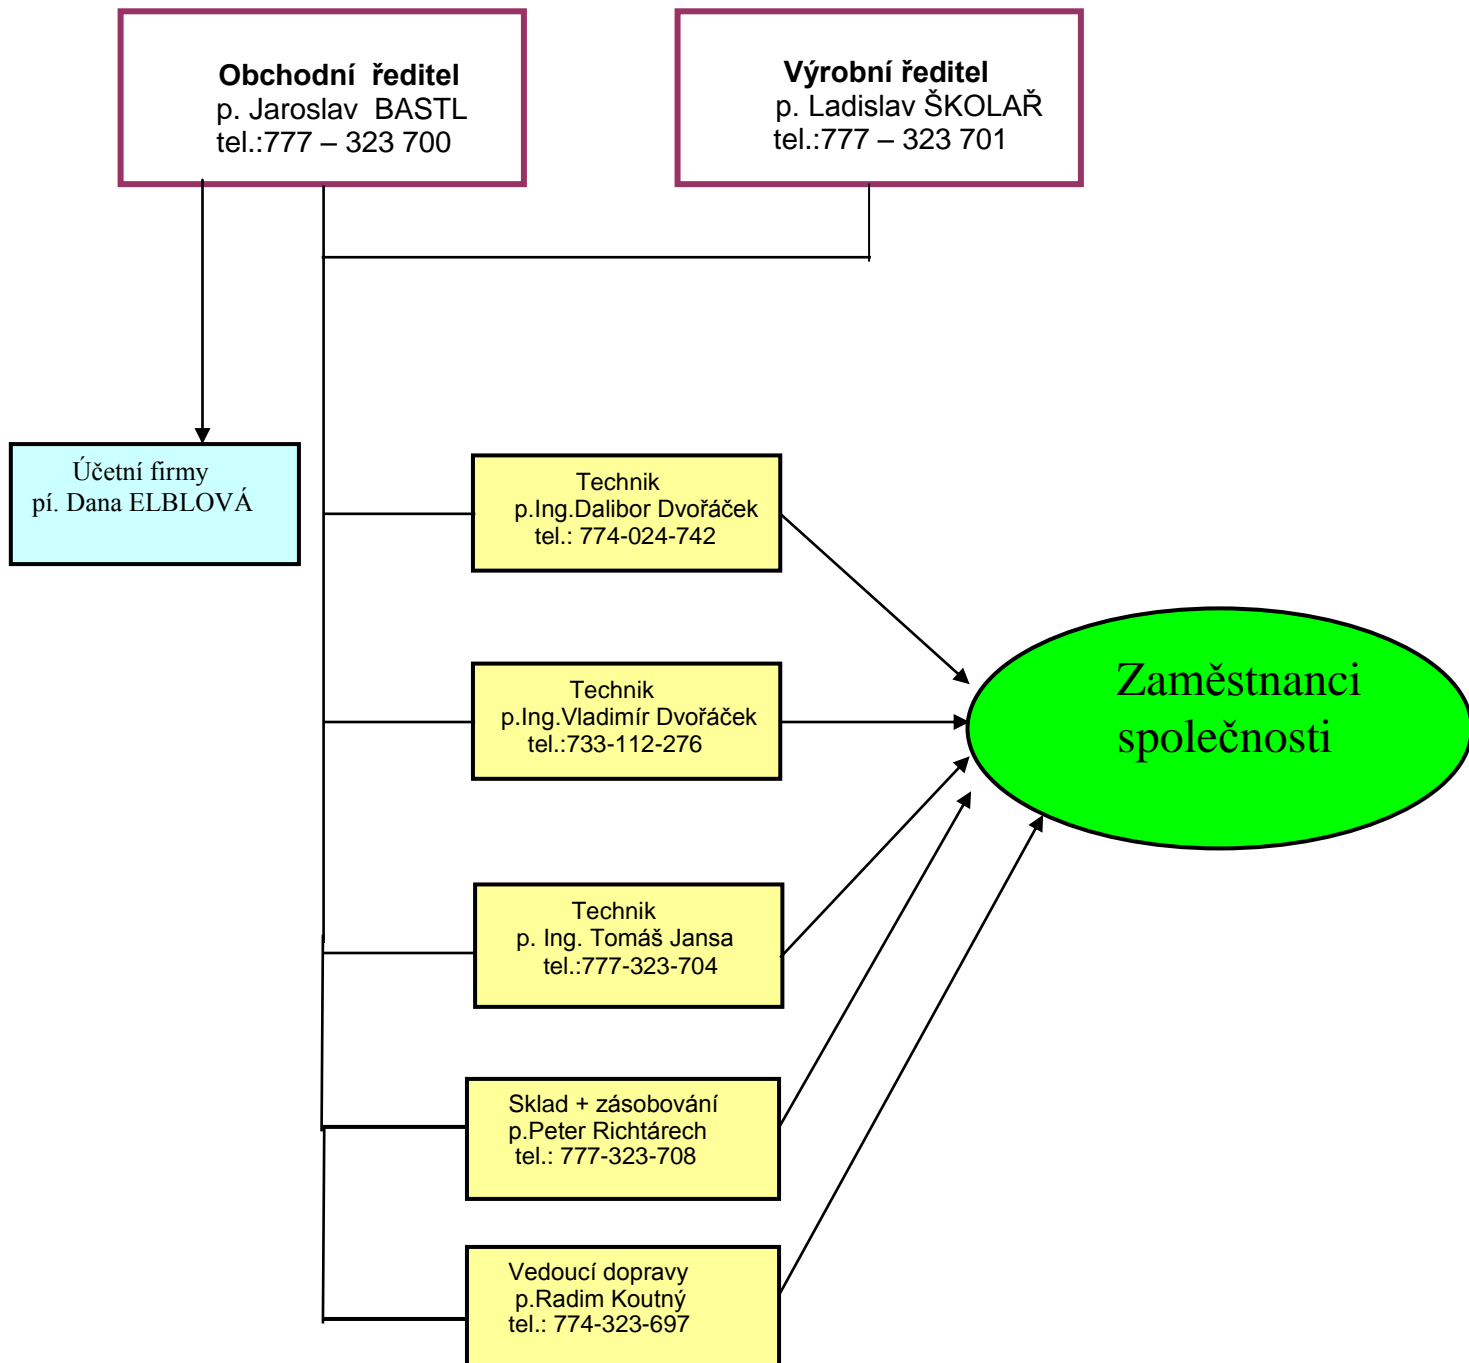 Obchodní ředitel
p. Jaroslav BASTL
tel.:777 – 323 700
Výrobní ředitel
p. Ladislav ŠKOLAŘ
tel.:777 – 323 701
Účetní firmy
pí. Dana ELBLOVÁ
Technik
p.Ing.Dalibor Dvořáček
tel.: 774-024-742
Technik
p.Ing.Vladimír Dvořáček
tel.:733-112-276
Zaměstnanci
společnosti
Technik
p. Ing. Tomáš Jansa
tel.:777-323-704
Sklad + zásobování
p.Peter Richtárech
tel.: 777-323-708
Vedoucí dopravy
p.Radim Koutný
tel.: 774-323-697